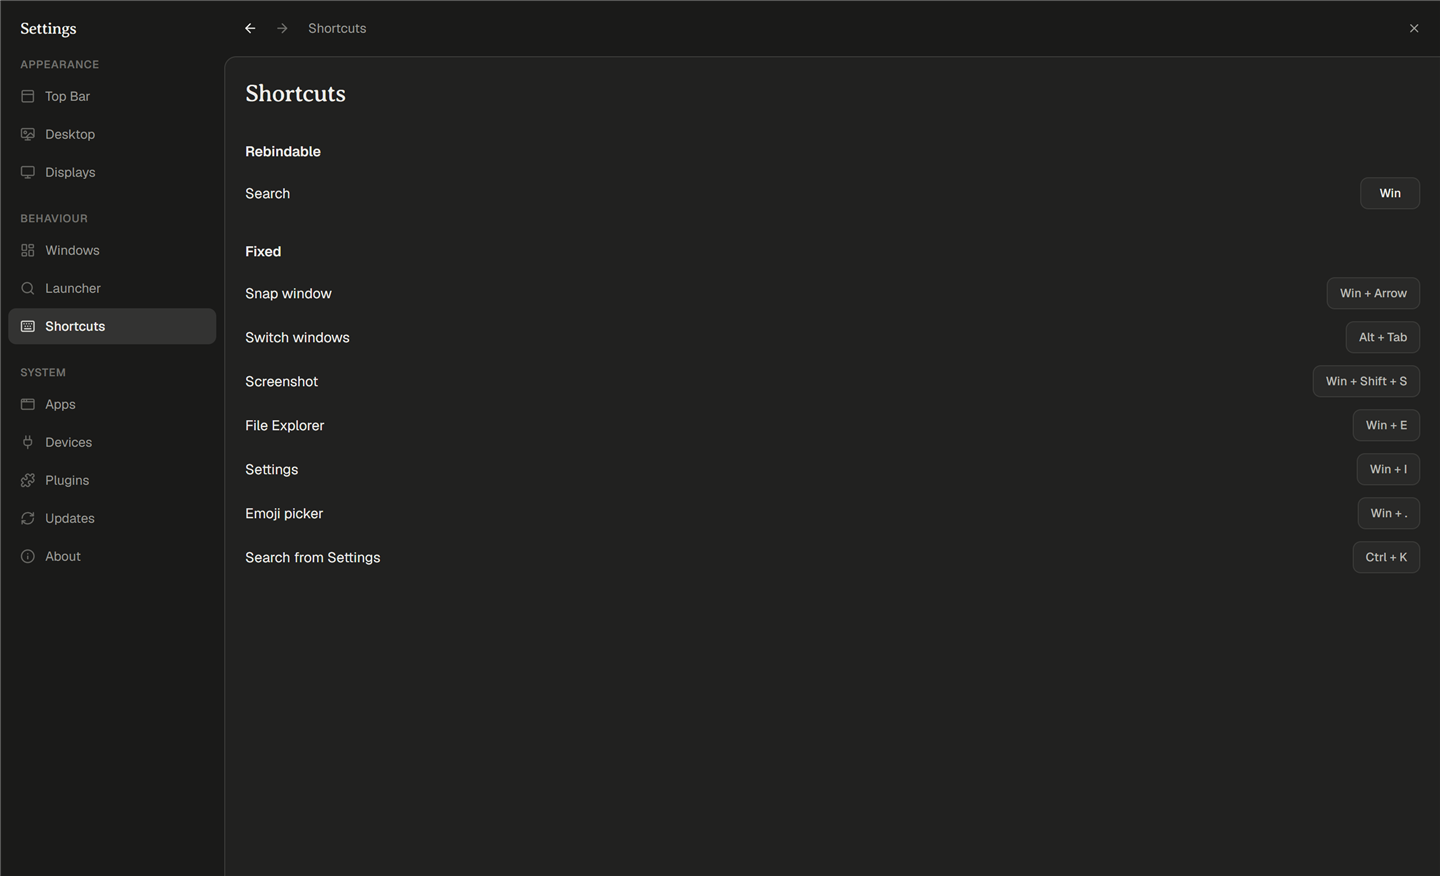 Settings
Shortcuts
APPEARANCE
Top Bar
Desktop
Displays
BEHAVIOUR
Windows
Launcher
Shortcuts
SYSTEM
Apps
Devices
Plugins
Updates
About
Shortcuts
Rebindable
Search Win
Fixed
Snap window Win + Arrow
Switch windows Alt + Tab
Screenshot Win + Shift + S
File Explorer Win + E
Settings Win + I
Emoji picker Win + .
Search from Settings Ctrl + K